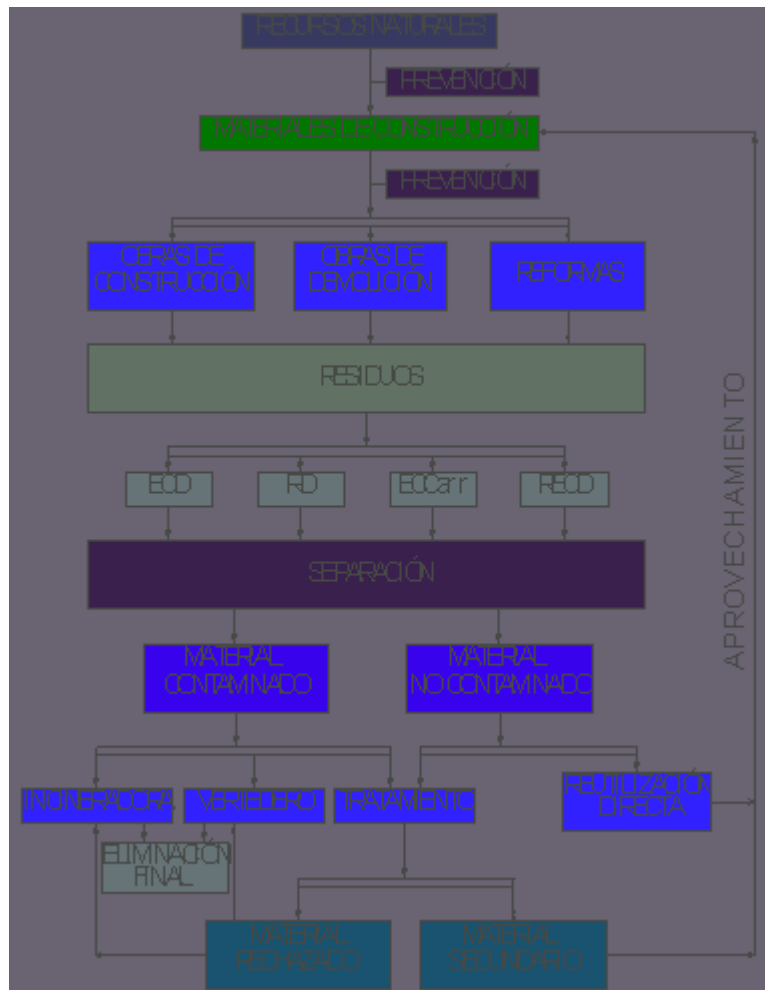 RECURSOS NATURALES
PREVENCIÓN
MATERIALES DE CONSTRUCCIÓN
PREVENCIÓN
OBRAS DE
CONSTRUCCIÓN
OBRAS DE
DEMOLICIÓN
REFORMAS
RESIDUOS
ECD
RD
ECCarr
RECD
SEPARACIÓN
MATERIAL
CONTAMINADO
MATERIAL
NO CONTAMINADO
INCINERADORA
VERTEDERO
TRATAMIENTO
REUTILIZACIÓN
DIRECTA
ELIMINACIÓN
FINAL
MATERIAL
RECHAZADO
MATERIAL
SECUNDARIO
APROVECHAMIENTO